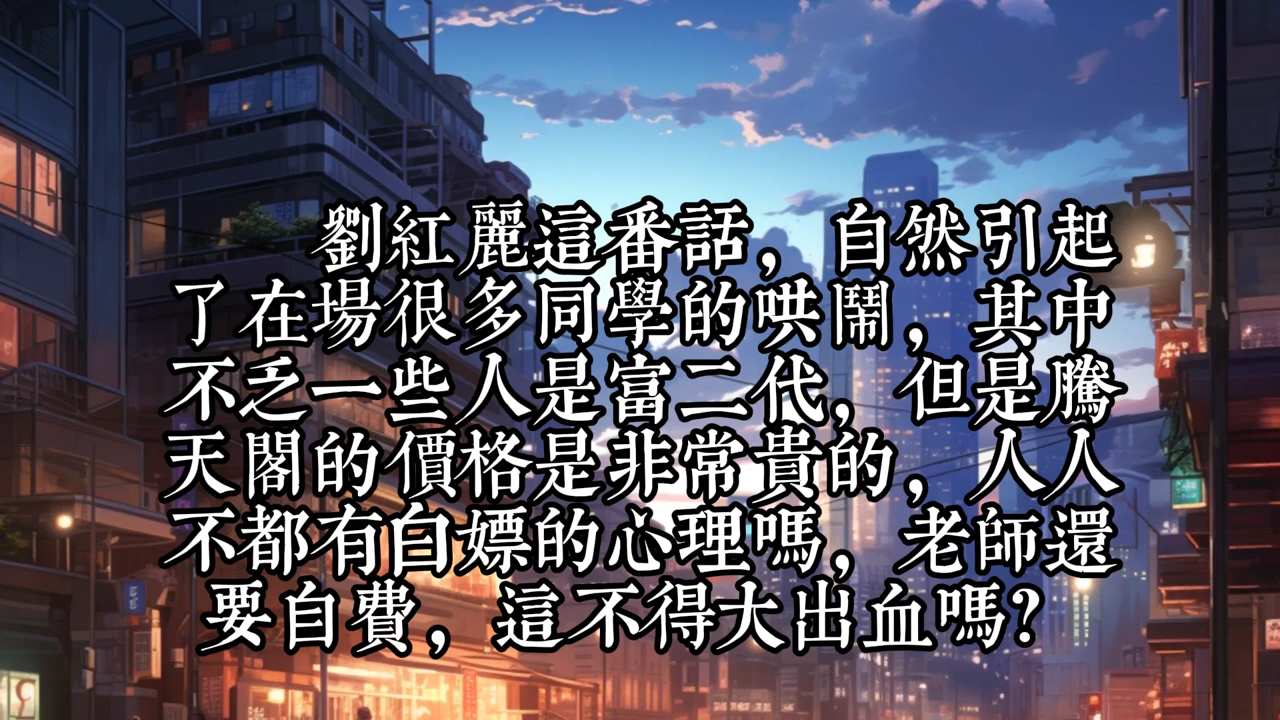 劉紅麗這番話，自然引起
了在場很多同學的哄鬧，其中
不乏一些人是富二代，但是騰
天閣的價格是非常貴的，人人
不都有白嫖的心理嗎，老師還
要自費，這不得大出血嗎？